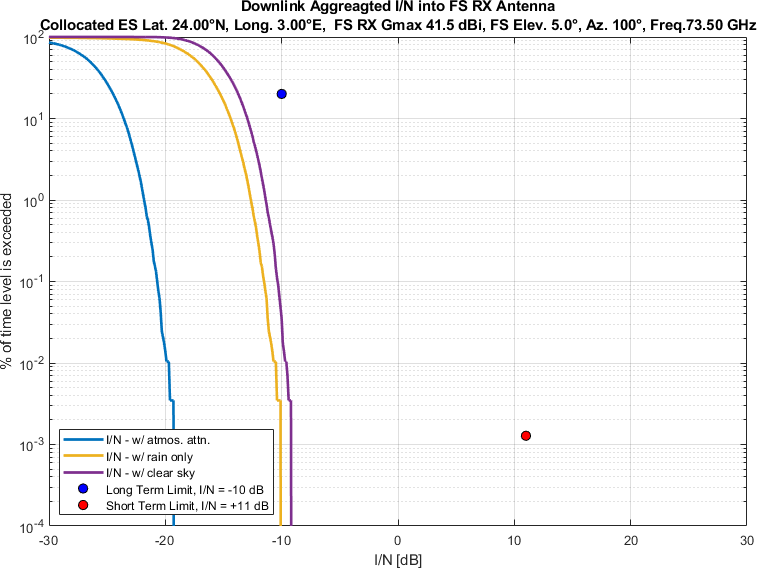 Downlink Aggreagted I/N into FS RX Antenna
Collocated ES Lat. 24.00°N, Long. 3.00°E, FS RX Gmax 41.5 dBi, FS Elev. 5.0°, Az. 100°, Freq.73.50 GHz
% of time level is exceeded
10^2
10^1
10^0
10^-1
10^-2
10^-3
10^-4
I/N - w/ atmos. attn.
I/N - w/ rain only
I/N - w/ clear sky
Long Term Limit, I/N = -10 dB
Short Term Limit, I/N = +11 dB
-30 -20 -10 0 10 20 30
I/N [dB]